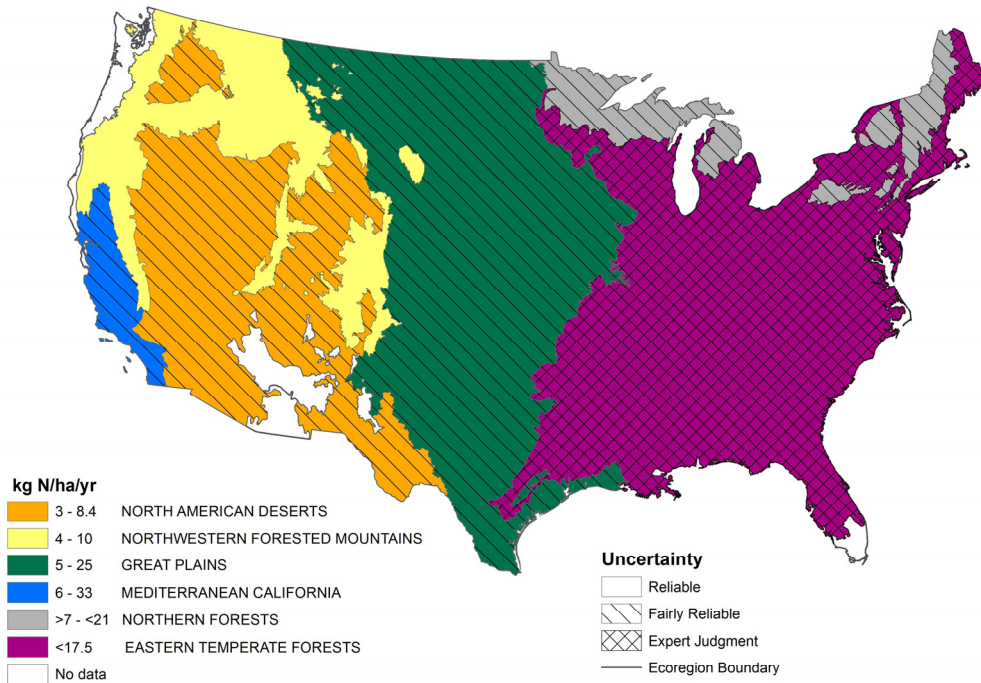 kg N/ha/yr
3 - 8.4 NORTH AMERICAN DESERTS
4 - 10 NORTHWESTERN FORESTED MOUNTAINS
5 - 25 GREAT PLAINS
6 - 33 MEDITERRANEAN CALIFORNIA
>7 - <21 NORTHERN FORESTS
<17.5 EASTERN TEMPERATE FORESTS
No data
Uncertainty
Reliable
Fairly Reliable
Expert Judgment
Ecoregion Boundary